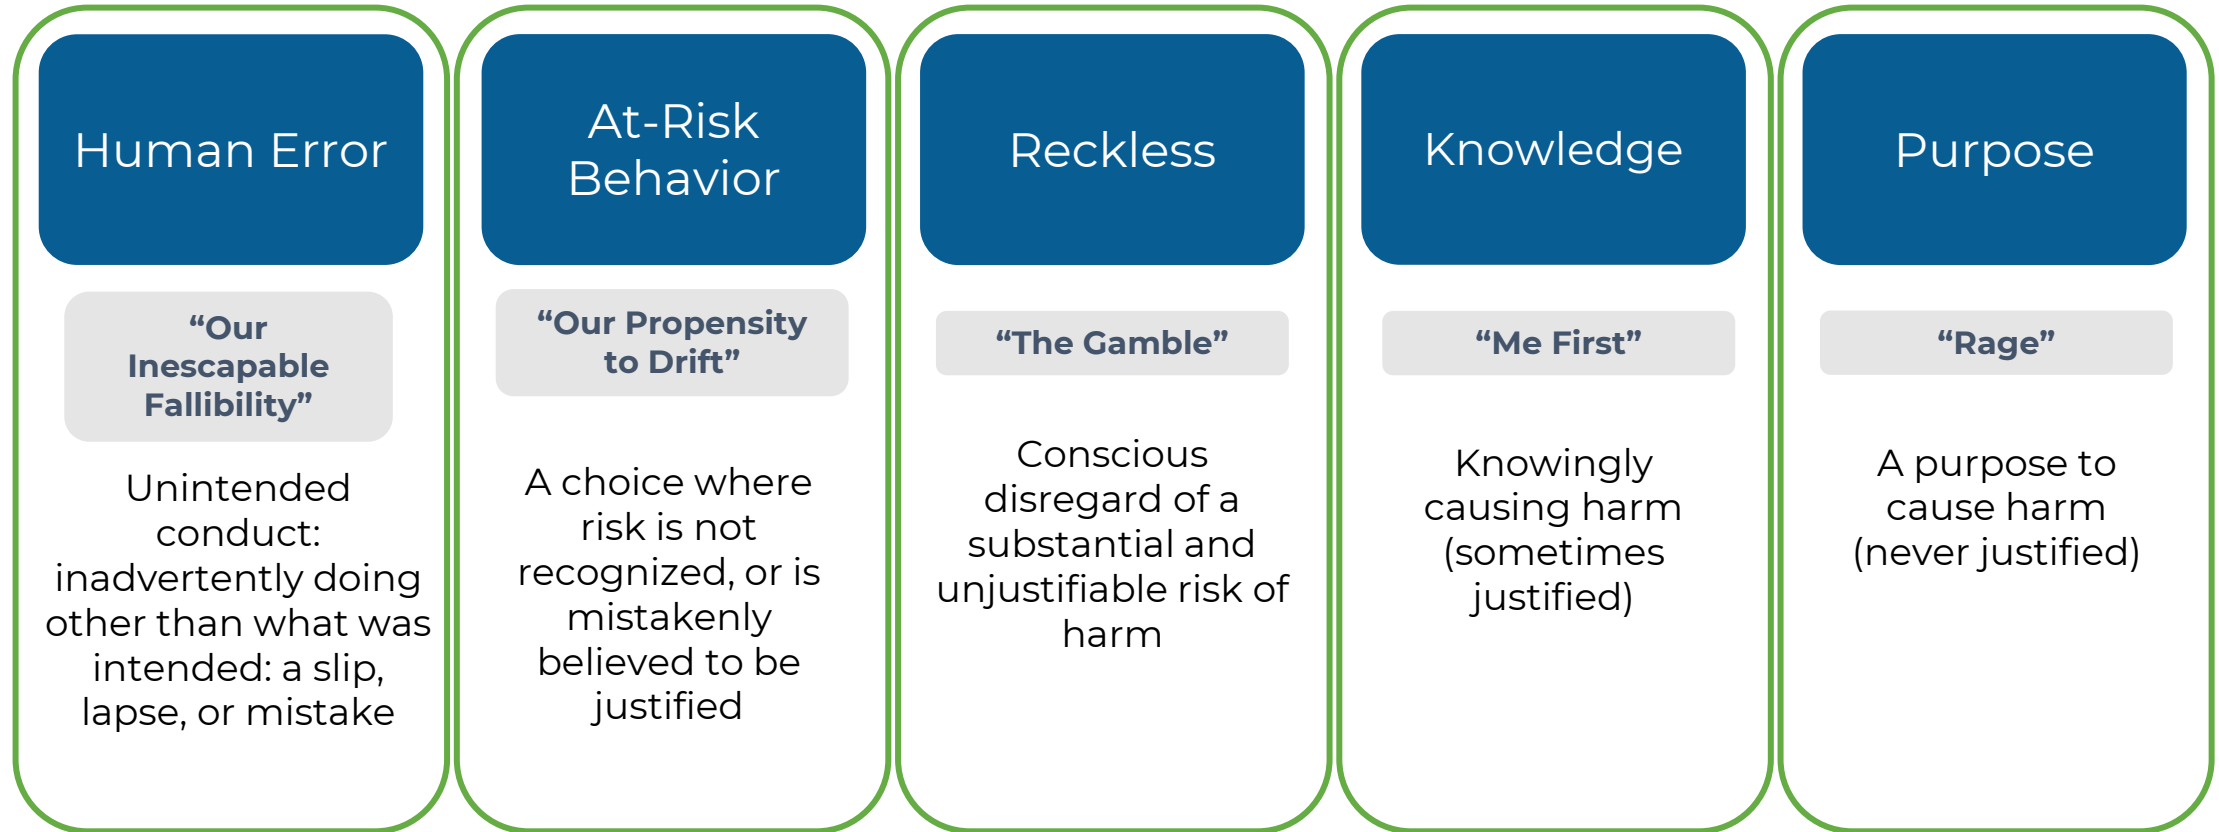 Human Error
“Our
Inescapable
Fallibility”
Unintended
conduct:
inadvertently doing
other than what was
intended: a slip,
lapse, or mistake
At-Risk
Behavior
“Our Propensity
to Drift”
A choice where
risk is not
recognized, or is
mistakenly
believed to be
justified
Reckless
“The Gamble”
Conscious
disregard of a
substantial and
unjustifiable risk of
harm
Knowledge
“Me First”
Knowingly
causing harm
(sometimes
justified)
Purpose
“Rage”
A purpose to
cause harm
(never justified)